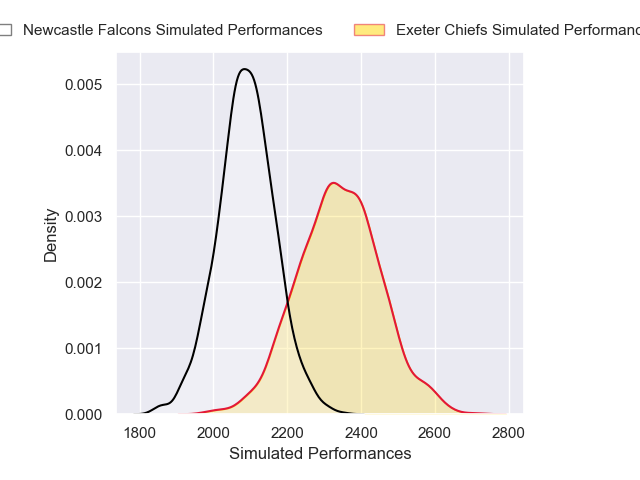 Newcastle Falcons Simulated Performances
Exeter Chiefs Simulated
0.005
0.004
0.003
0.002
0.001
0.000
Density
1800 2000 2200 2400 2600 2800
Simulated Performances